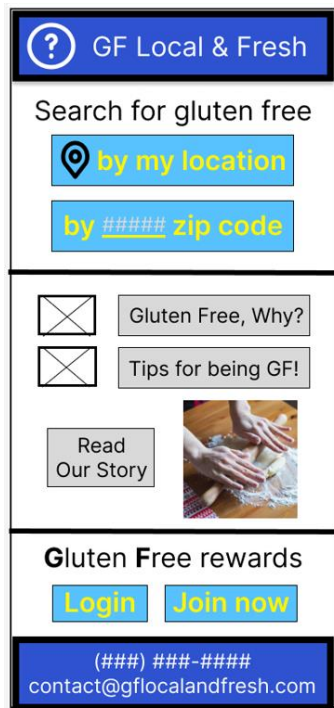 ?
GF Local & Fresh
Search for gluten free
by my location
by ##### zip code
Gluten Free, Why?
Tips for being GF!
Read
Our Story
Gluten Free rewards
Login
Join now
(###) ###-####
contact@gflocalandfresh.com